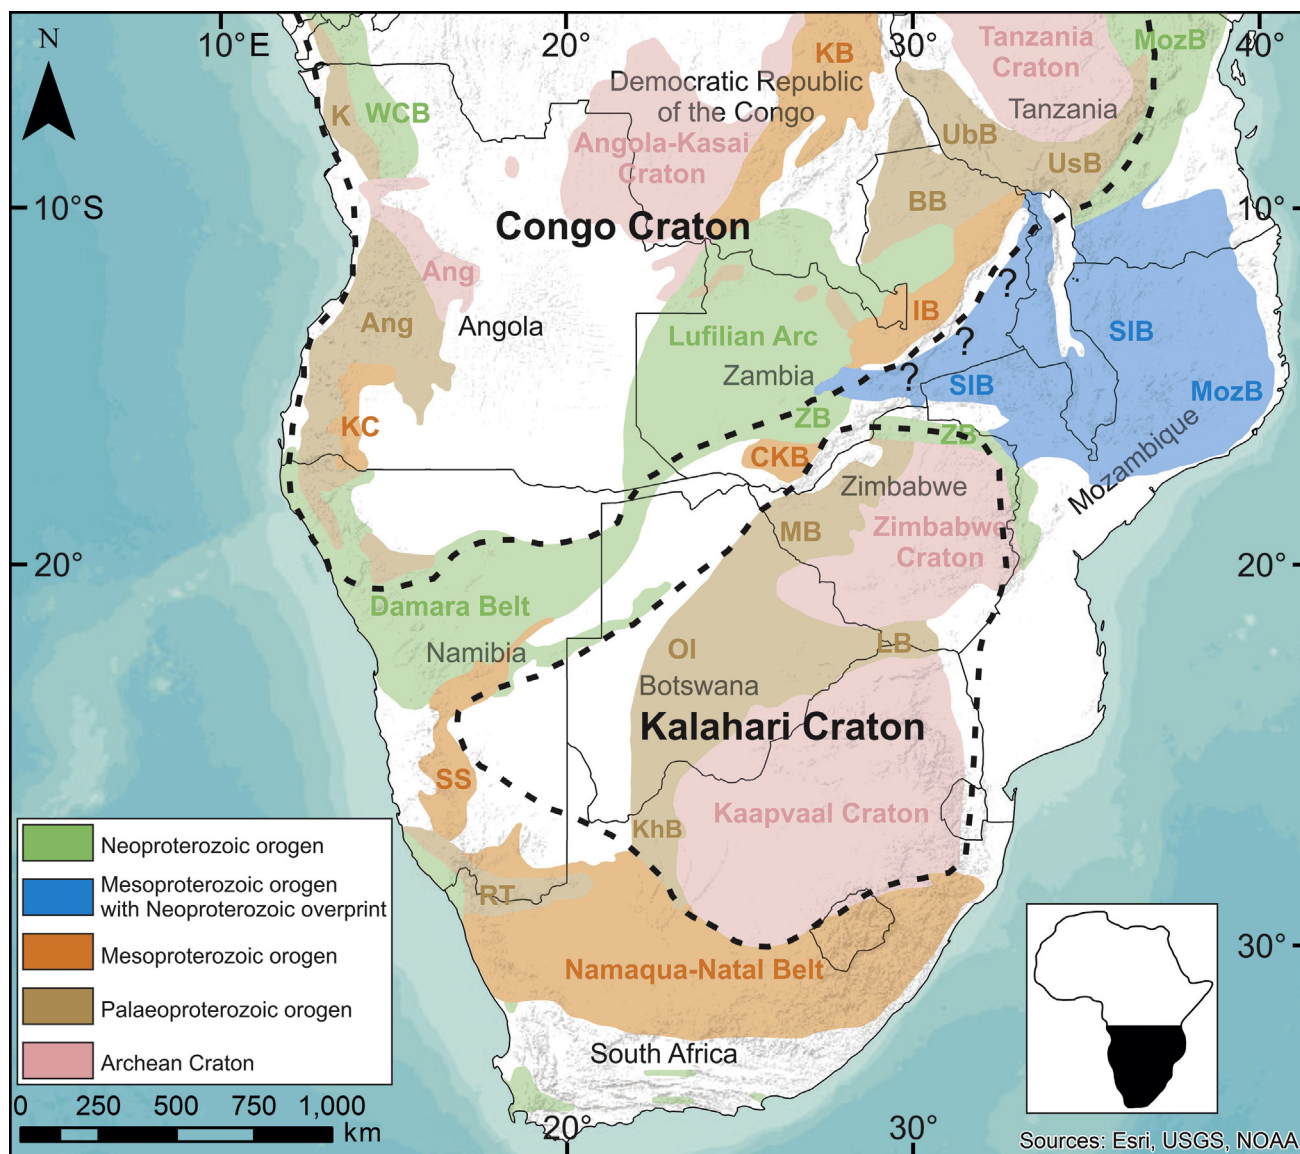 N
10°E
20°
30°
40°
KB
Tanzania
Craton
MozB
Democratic Republic
of the Congo
K
WCB
Tanzania
Angola-Kasai
Craton
UbB
UsB
BB
10°S
10°
Congo Craton
Ang
?
Ang
Angola
IB
Lufilian Arc
?
SIB
Zambia
?
SIB
MozB
ZB
KC
ZB
CKB
Mozambique
Zimbabwe
MB
Zimbabwe
Craton
20°
20°
Damara Belt
Namibia
OI
LB
Botswana
Kalahari Craton
SS
Kaapvaal Craton
KhB
RT
30°
Namaqua-Natal Belt
South Africa
Neoproterozoic orogen
Mesoproterozoic orogen
with Neoproterozoic overprint
Mesoproterozoic orogen
Palaeoproterozoic orogen
Archean Craton
0 250 500 750 1,000
km
20°
30°
Sources: Esri, USGS, NOAA